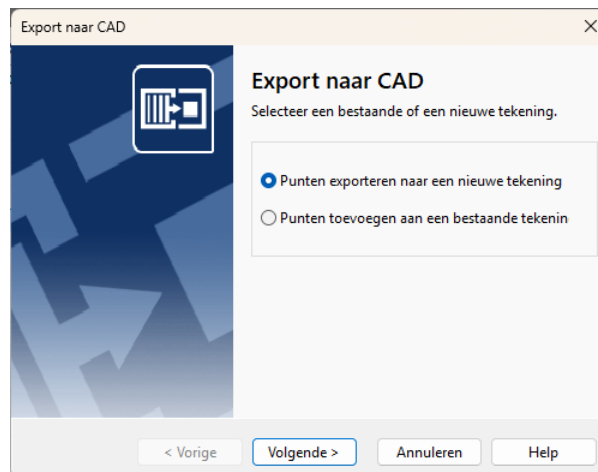 Export naar CAD
Export naar CAD
Selecteer een bestaande of een nieuwe tekening.
Punten exporteren naar een nieuwe tekening
Punten toevoegen aan een bestaande tekenin
< Vorige
Volgende >
Annuleren
Help